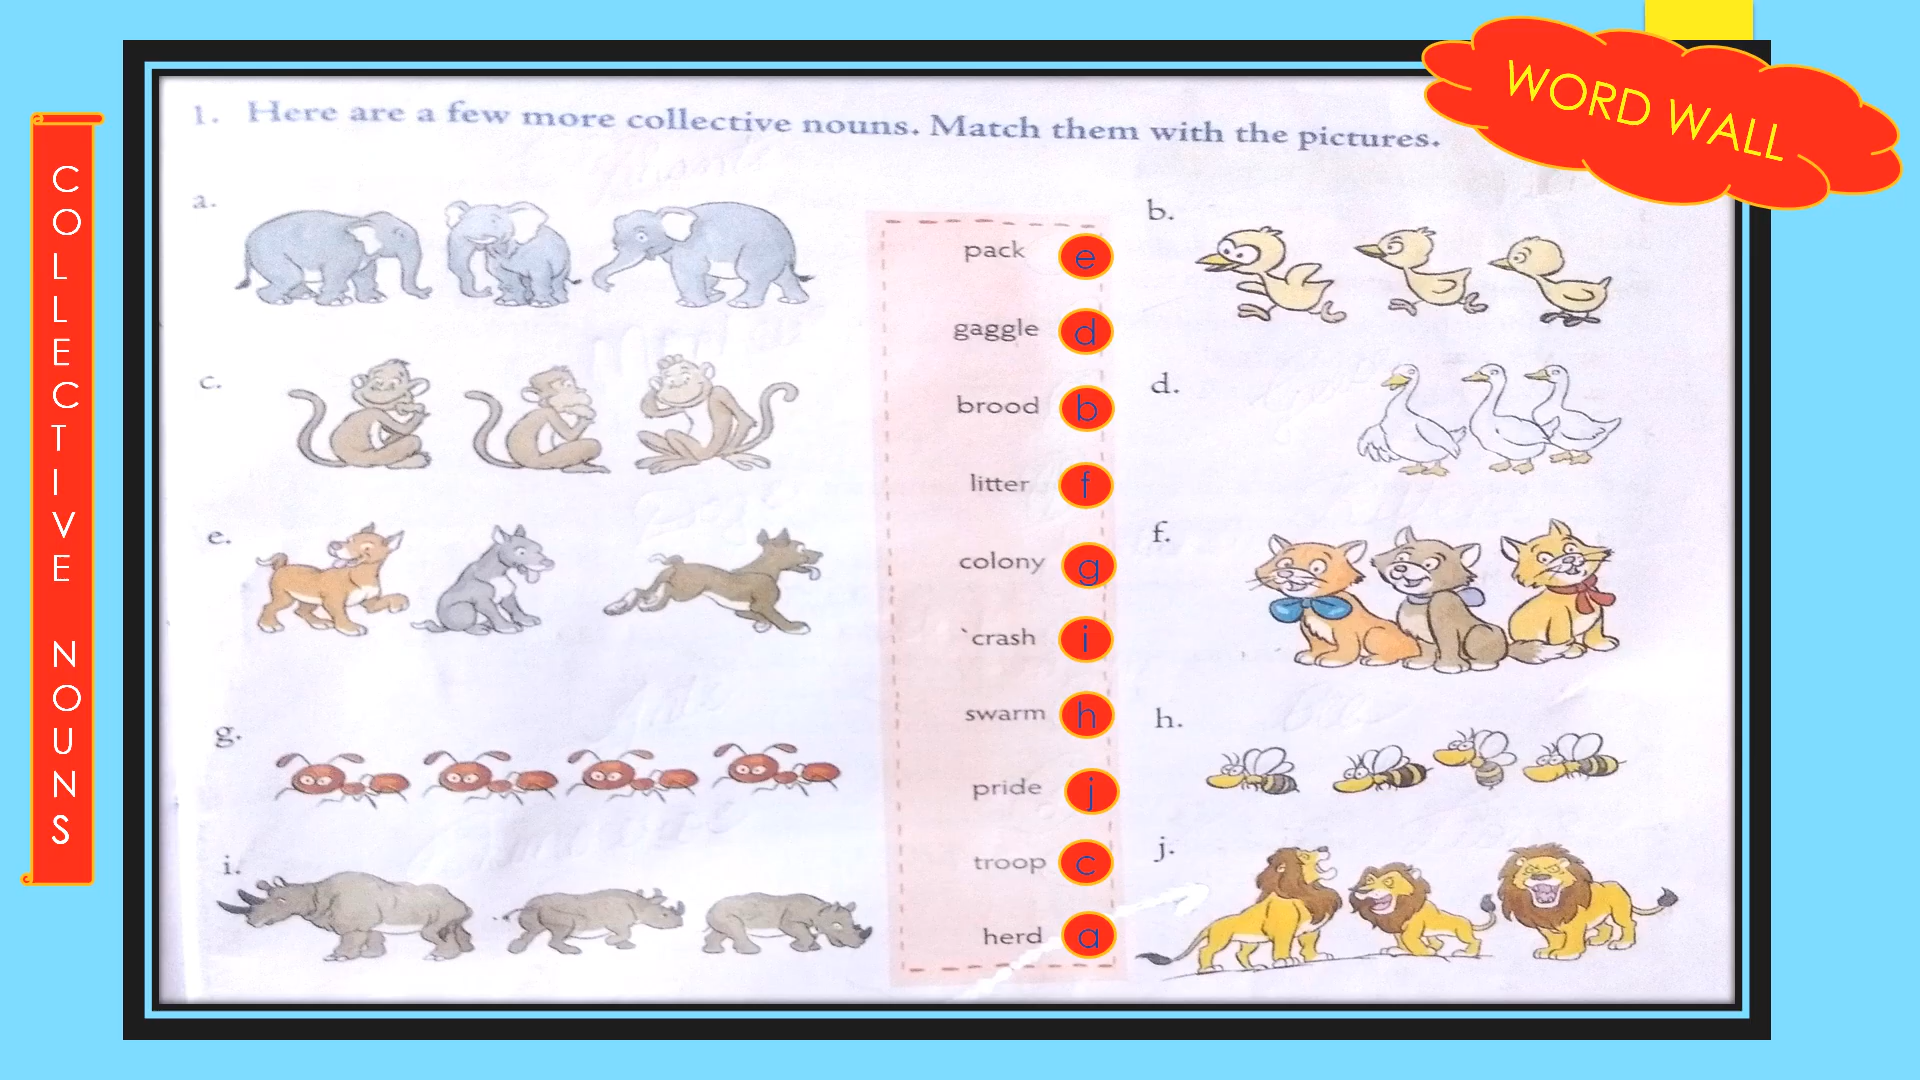 WORD WALL
COLLECTIVE NOUNS
1. Here are a few more collective nouns. Match them with the pictures.
a.
b.
c.
d.
e.
f.
g.
h.
i.
j.
pack e
gaggle d
brood b
litter f
colony g
`crash i
swarm h
pride j
troop c
herd a